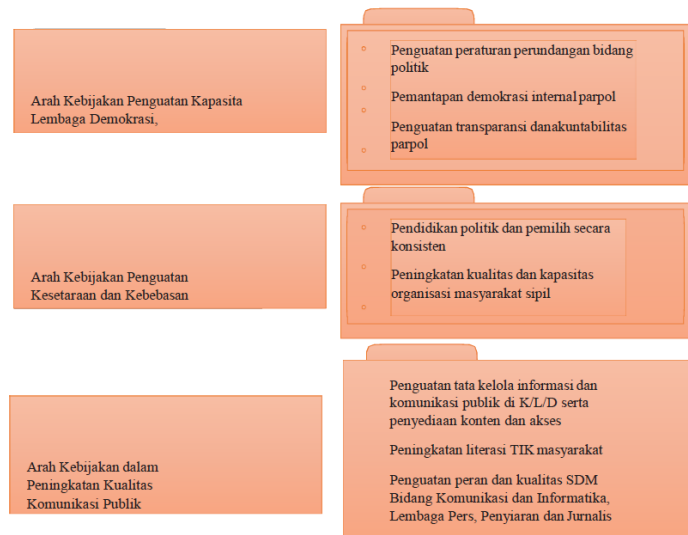 Arah Kebijakan Penguatan Kapasita
Lembaga Demokrasi,
Penguatan peraturan perundangan bidang
politik
Pemantapan demokrasi internal parpol
Penguatan transparansi danakuntabilitas
parpol
Arah Kebijakan Penguatan
Kesetaraan dan Kebebasan
Pendidikan politik dan pemilih secara
konsisten
Peningkatan kualitas dan kapasitas
organisasi masyarakat sipil
Arah Kebijakan dalam
Peningkatan Kualitas
Komunikasi Publik
Penguatan tata kelola informasi dan
komunikasi publik di K/L/D serta
penyediaan konten dan akses
Peningkatan literasi TIK masyarakat
Penguatan peran dan kualitas SDM
Bidang Komunikasi dan Informatika,
Lembaga Pers, Penyiaran dan Jurnalis